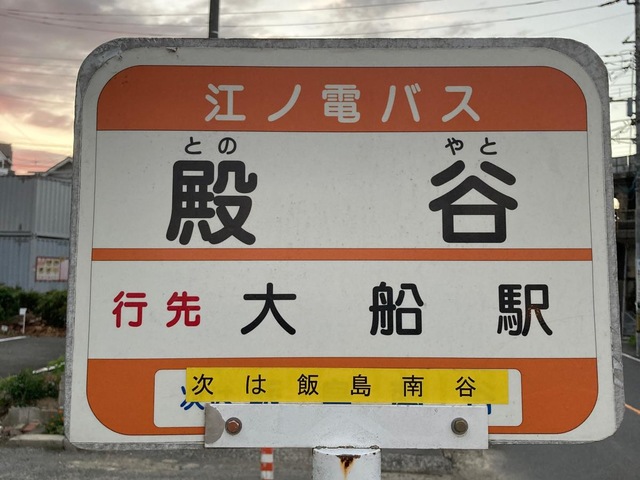 江ノ電バス
との やと
殿 谷
行先 大船駅
次は飯島南谷